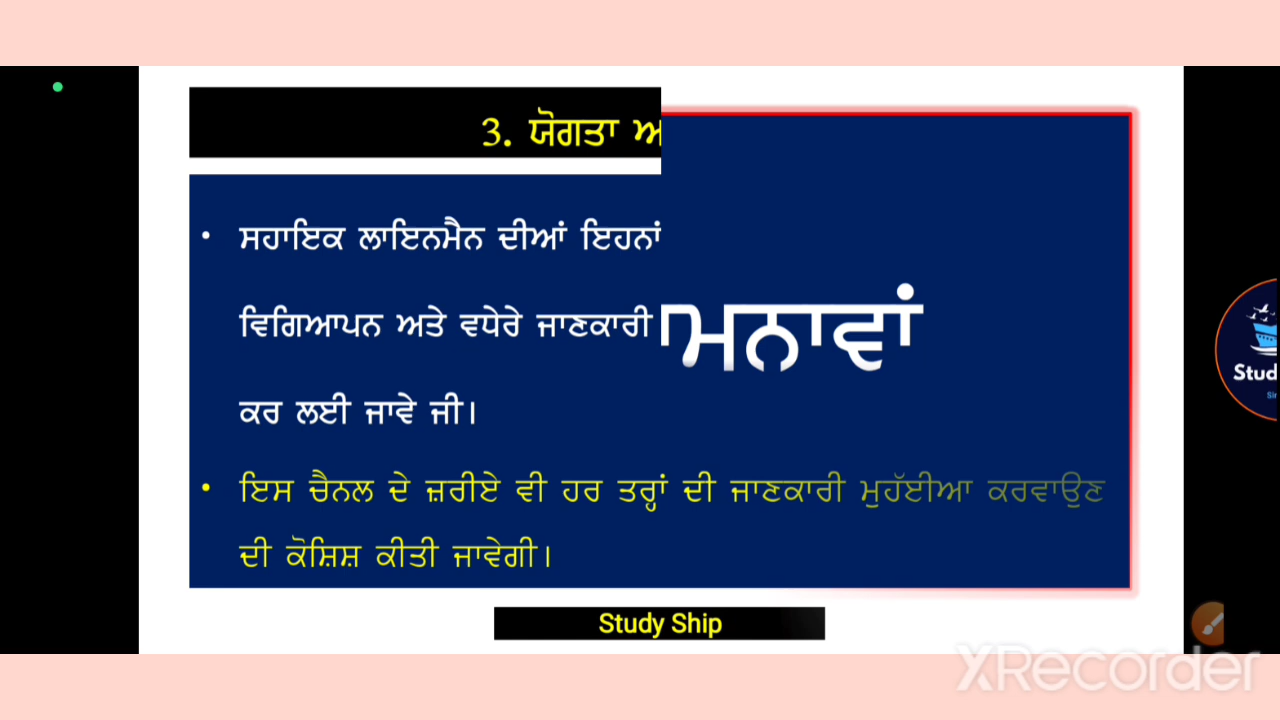 3. ਯੋਗਤਾ
ਸਹਾਇਕ ਲਾਇਨਮੈਨ ਦੀਆਂ ਇਹਨਾਂ
ਵਿਗਿਆਪਨ ਅਤੇ ਵਧੇਰੇ ਜਾਣਕਾਰੀ
ਕਰ ਲਈ ਜਾਵੇ ਜੀ।
• ਇਸ ਚੈਨਲ ਦੇ ਜ਼ਰੀਏ ਵੀ ਹਰ ਤਰ੍ਹਾਂ ਦੀ ਜਾਣਕਾਰੀ ਮੁਹੱਈਆ ਕਰਵਾਉਣ
ਦੀ ਕੋਸ਼ਿਸ਼ ਕੀਤੀ ਜਾਵੇਗੀ।
Study Ship
XRecorder